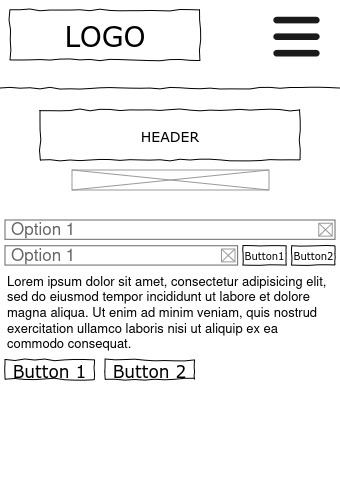 LOGO
HEADER
Option 1
Option 1 Button1 Button2
Lorem ipsum dolor sit amet, consectetur adipisicing elit,
sed do eiusmod tempor incididunt ut labore et dolore
magna aliqua. Ut enim ad minim veniam, quis nostrud
exercitation ullamco laboris nisi ut aliquip ex ea
commodo consequat.
Button 1 Button 2